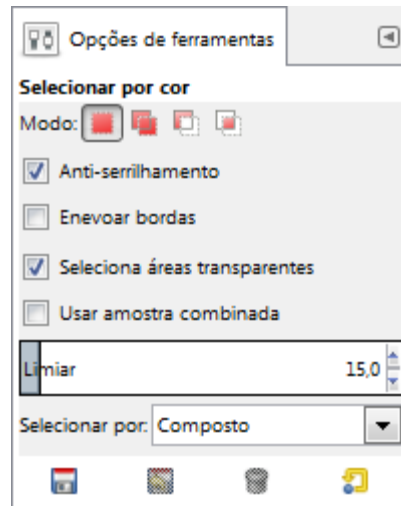 Opções de ferramentas
Selecionar por cor
Modo:
Anti-serrilhamento
Enevoar bordas
Seleciona áreas transparentes
Usar amostra combinada
Limiar 15,0
Selecionar por: Composto